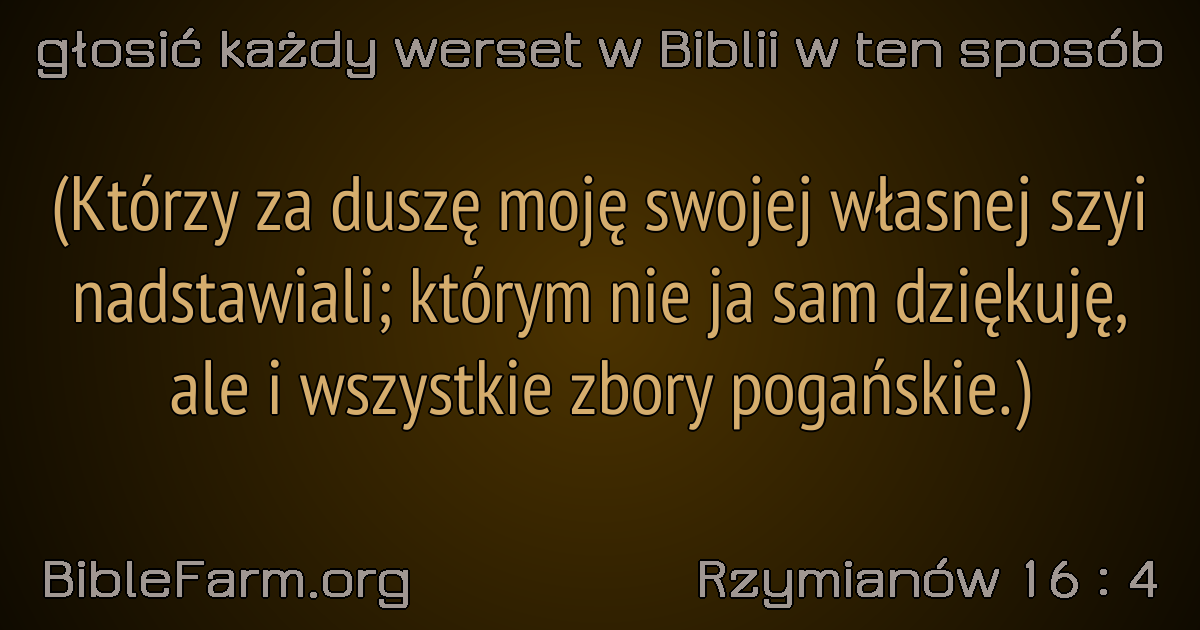 głosić każdy werset w Biblii w ten sposób
(Którzy za duszę moję swojej własnej szyi
nadstawiali; którym nie ja sam dziękuję,
ale i wszystkie zbory pogańskie.)
BibleFarm.org
Rzymianów 16 : 4